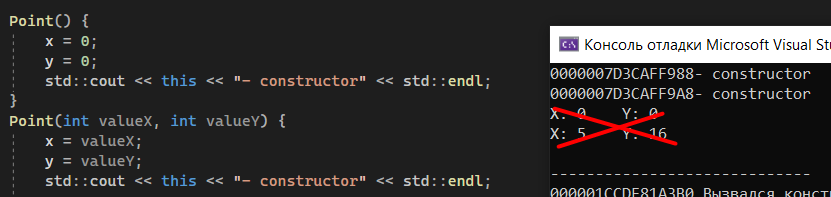 Point() {
x = 0;
y = 0;
std::cout << this << "- constructor" << std::endl;
}
Point(int valueX, int valueY) {
x = valueX;
y = valueY;
std::cout << this << "- constructor" << std::endl;
C:\
Консоль отладки Microsoft Visual Stu
0000007D3CAFF988- constructor
0000007D3CAFF9A8- constructor
X: 0 Y: 0
X: 5 Y: 16
----------------------------
000001CCDE81A3B0 Вызвался конст